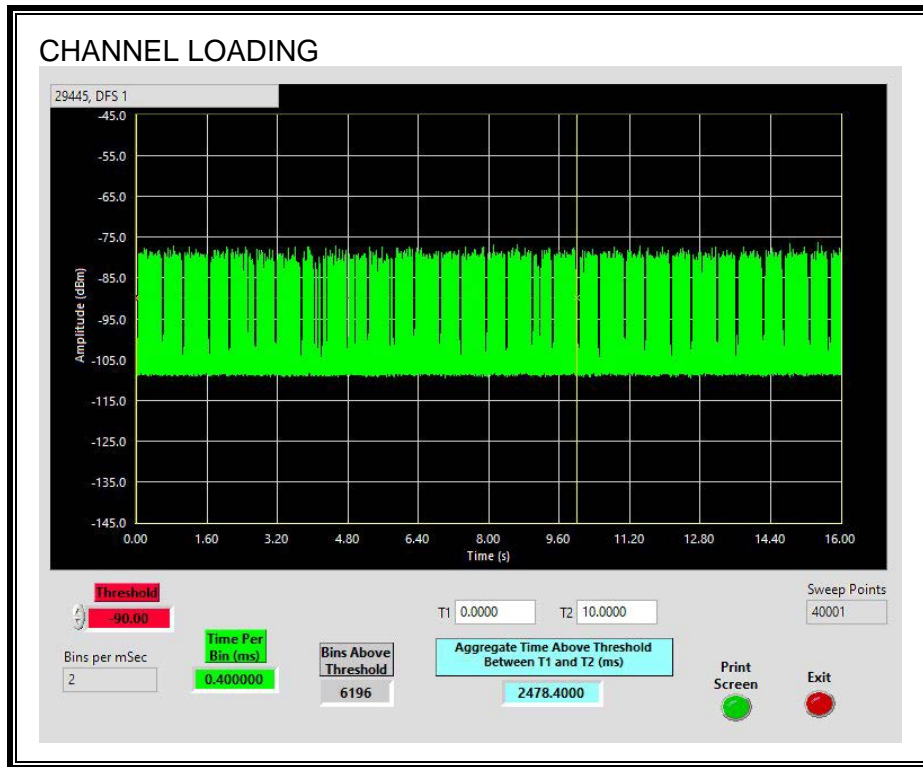 CHANNEL LOADING
29445, DFS 1
-45.0
-55.0
-65.0
-75.0
-85.0
-95.0
-105.0
-115.0
-125.0
-135.0
-145.0
Amplitude (dBm)
0.00 1.60 3.20 4.80 6.40 8.00 9.60 11.20 12.80 14.40 16.00
Time (s)
Threshold
-90.00
Bins per mSec
2
Time Per
Bin (ms)
0.400000
Bins Above
Threshold
6196
T1 0.0000 T2 10.0000
Aggregate Time Above Threshold
Between T1 and T2 (ms)
2478.4000
Sweep Points
40001
Print
Screen
Exit